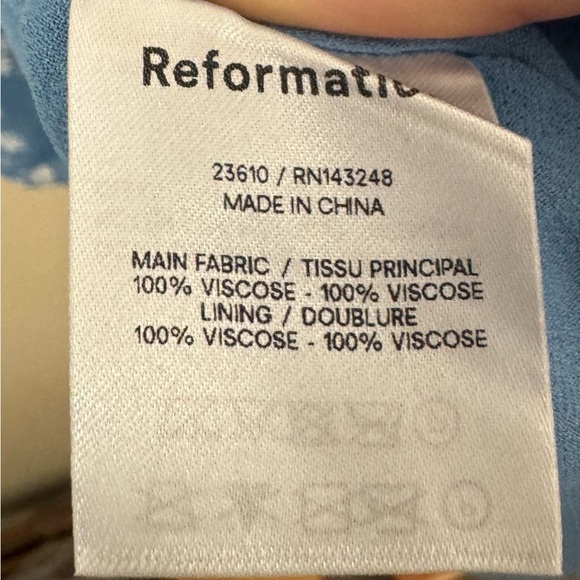 Reformatio
23610 / RN143248
MADE IN CHINA
MAIN FABRIC / TISSU PRINCIPAL
100% VISCOSE - 100% VISCOSE
LINING / DOUBLURE
100% VISCOSE - 100% VISCOSE